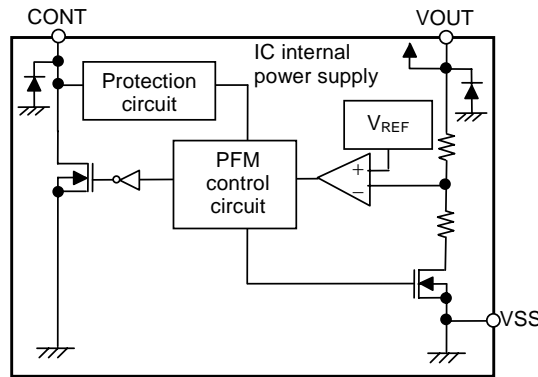 CONT
VOUT
IC internal
power supply
Protection
circuit
VREF
PFM
control
circuit
+
−
VSS